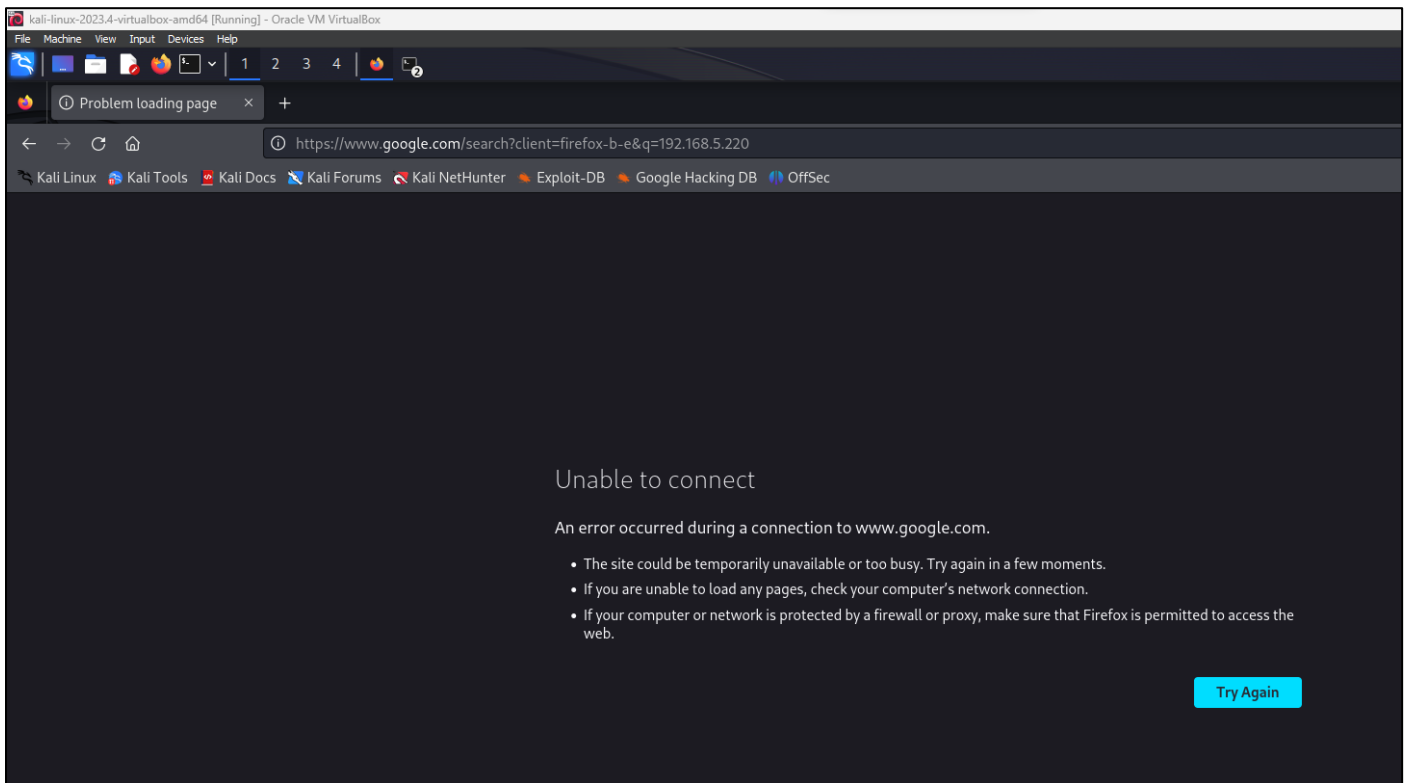 kali-linux-2023.4-virtualbox-amd64 [Running] - Oracle VM VirtualBox
File Machine View Input Devices Help
1 2 3 4 2
Problem loading page × +
https://www.google.com/search?client=firefox-b-e&q=192.168.5.220
Kali Linux Kali Tools Kali Docs Kali Forums Kali NetHunter Exploit-DB Google Hacking DB OffSec
Unable to connect
An error occurred during a connection to www.google.com.
• The site could be temporarily unavailable or too busy. Try again in a few moments.
• If you are unable to load any pages, check your computer's network connection.
• If your computer or network is protected by a firewall or proxy, make sure that Firefox is permitted to access the
web.
Try Again